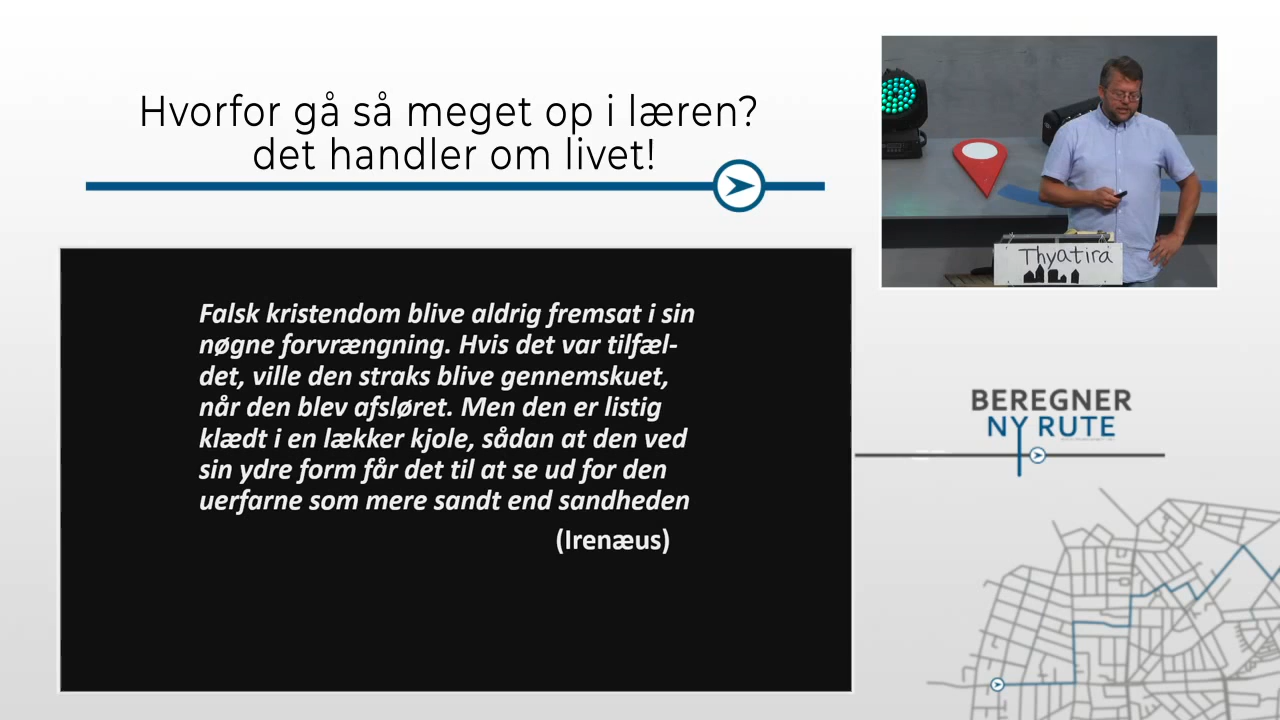 Hvorfor gå så meget op i læren?
det handler om livet!
Thyatira
Falsk kristendom blive aldrig fremsat i sin
nøgne forvrængning. Hvis det var tilfæl-
det, ville den straks blive gennemskuet,
når den blev afsløret. Men den er listig
klædt i en lækker kjole, sådan at den ved
sin ydre form får det til at se ud for den
uerfarne som mere sandt end sandheden
(Irenæus)
BEREGNER
NY RUTE